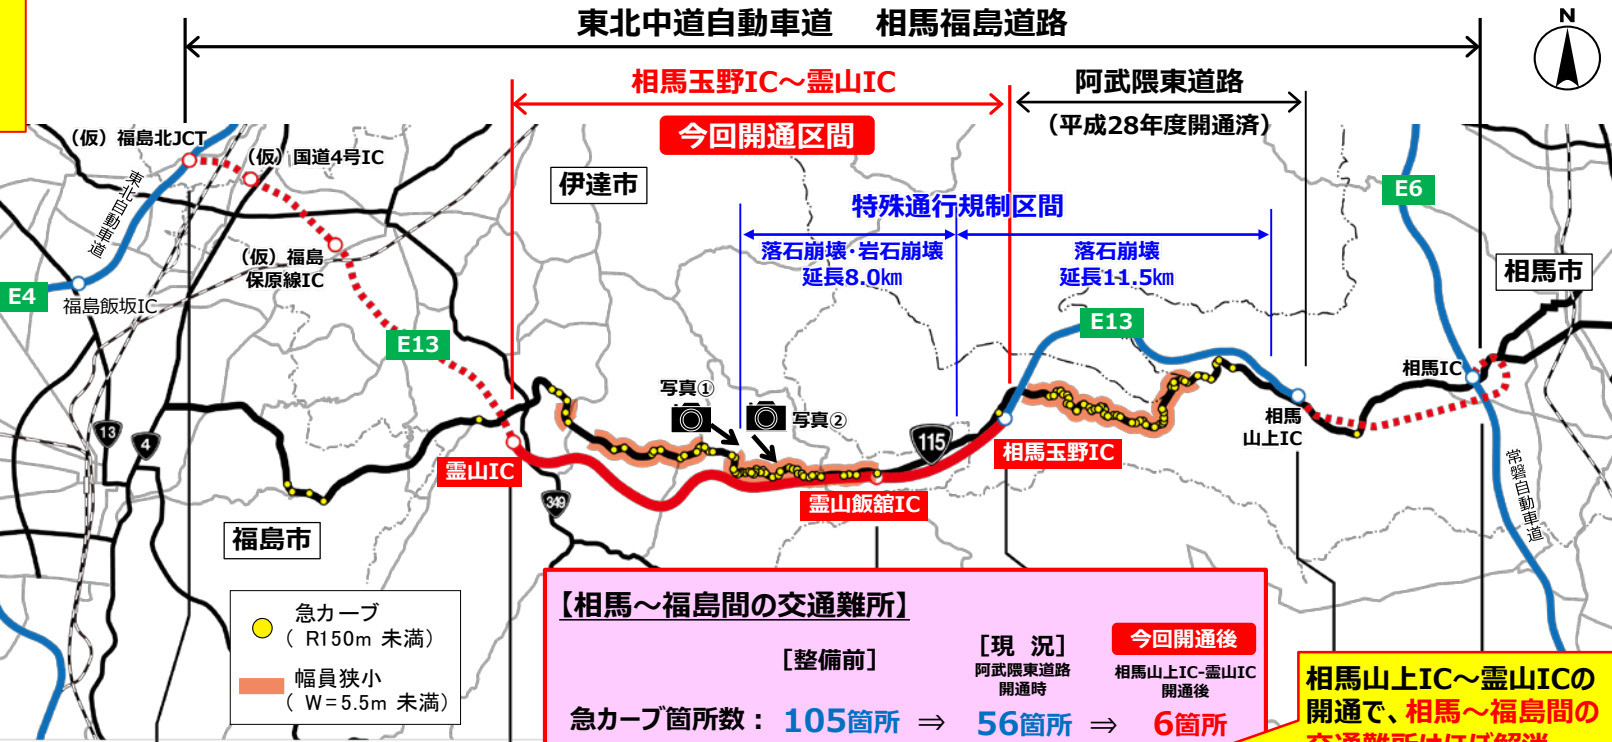 東北中道自動車道　相馬福島道路
N
相馬玉野IC～霊山IC
阿武隈東道路
（平成28年度開通済）
今回開通区間
（仮）福島北JCT
（仮）国道4号IC
東北自動車道
伊達市
E6
特殊通行規制区間
落石崩壊・岩石崩壊
延長8.0㎞
落石崩壊
延長11.5㎞
（仮）福島
保原線IC
相馬市
E4
福島飯坂IC
E13
E13
相馬IC
写真①
写真②
相馬
山上IC
13
4
115
相馬玉野IC
霊山IC
349
霊山飯舘IC
常磐自動車道
福島市
急カーブ
（ R150m 未満）
幅員狭小
（ W=5.5m 未満）
【相馬～福島間の交通難所】
［整備前］
［現 況］
阿武隈東道路
開通時
今回開通後
相馬山上IC-霊山IC
開通後
急カーブ箇所数： 105箇所 ⇒ 56箇所 ⇒ 6箇所
相馬山上IC～霊山ICの
開通で、相馬～福島間の
交通難所はほぼ解消